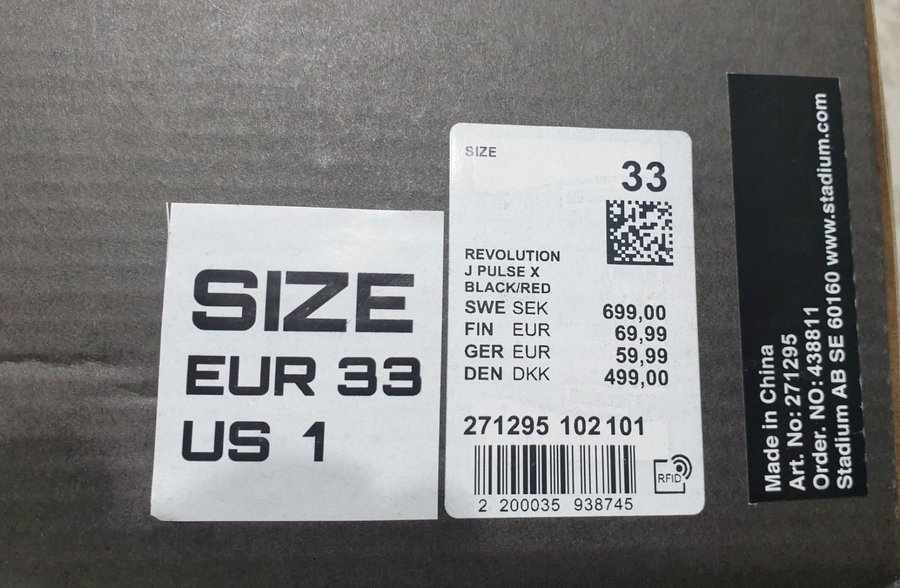 SIZE
EUR 33
US 1
SIZE
33
REVOLUTION
J PULSE X
BLACK/RED
SWE SEK 699,00
FIN EUR 69,99
GER EUR 59,99
DEN DKK 499,00
271295 102 101
RFID
2 200035 938745
Made in China
Art. No: 271295
Order. NO: 438811
Stadium AB SE 60160 www.stadium.com